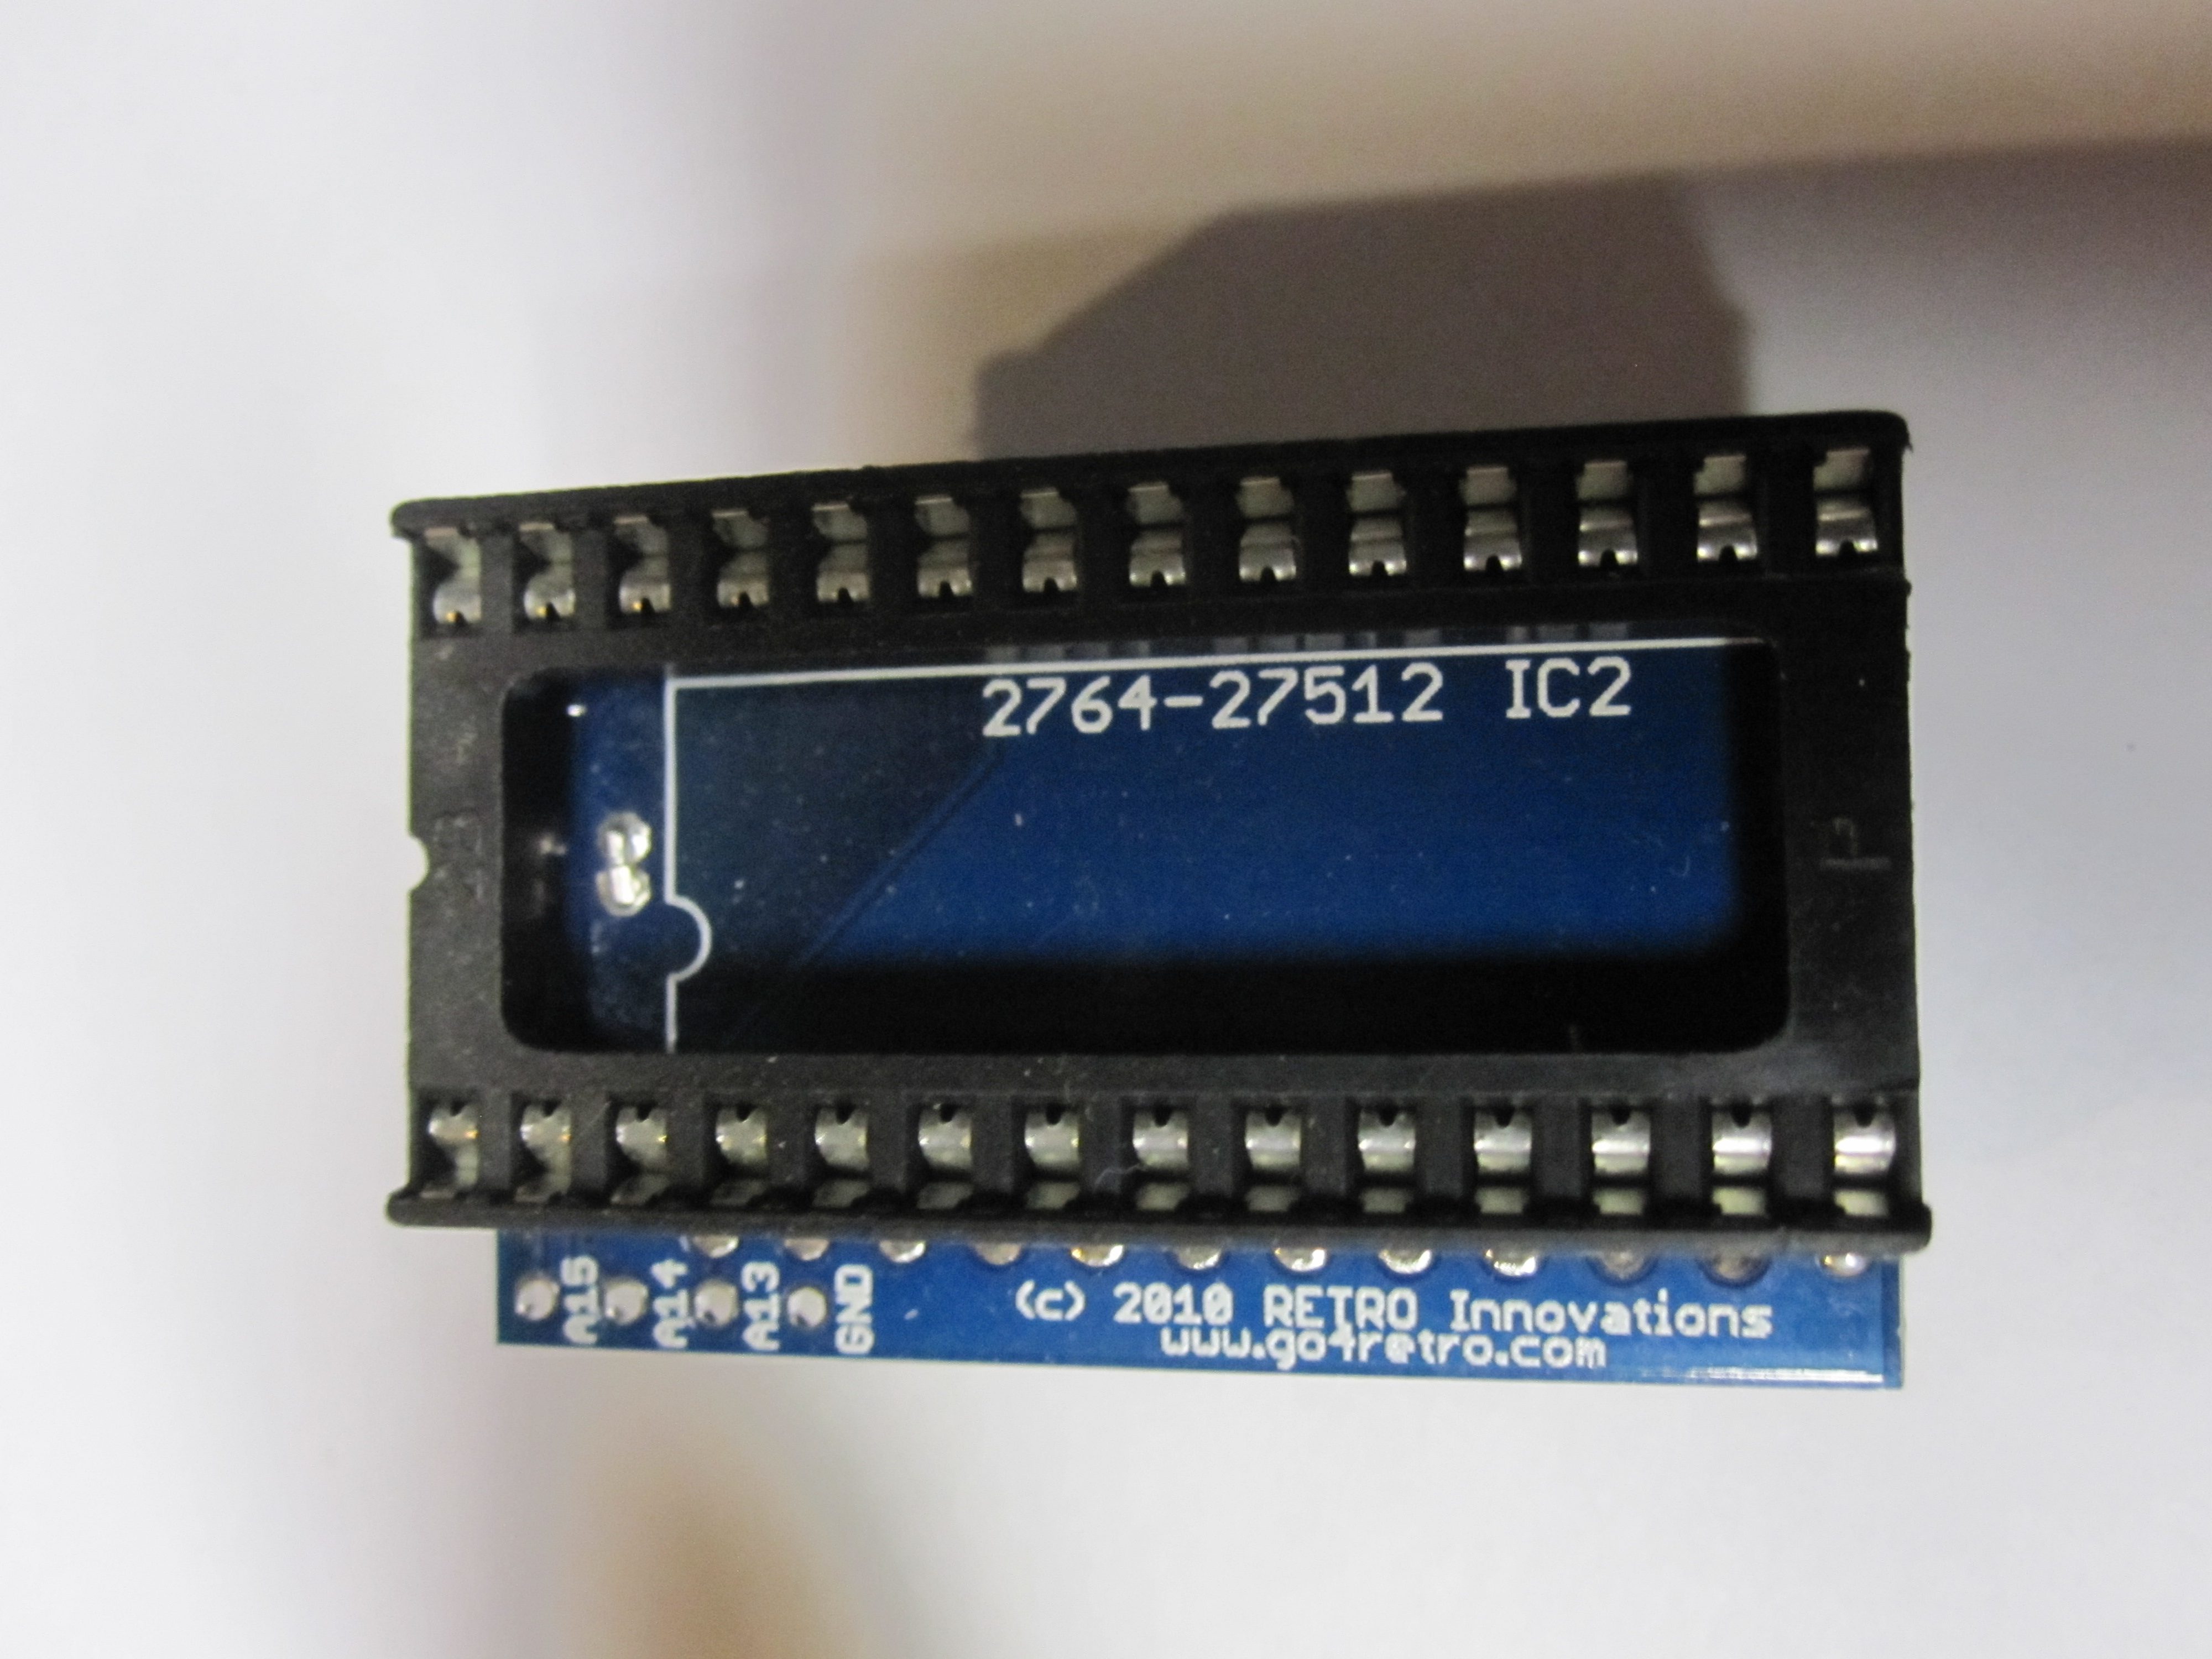 2764-27512 IC2
A15
A14
A13
GND
(c) 2010 RETRO Innovations
www.go4retro.com